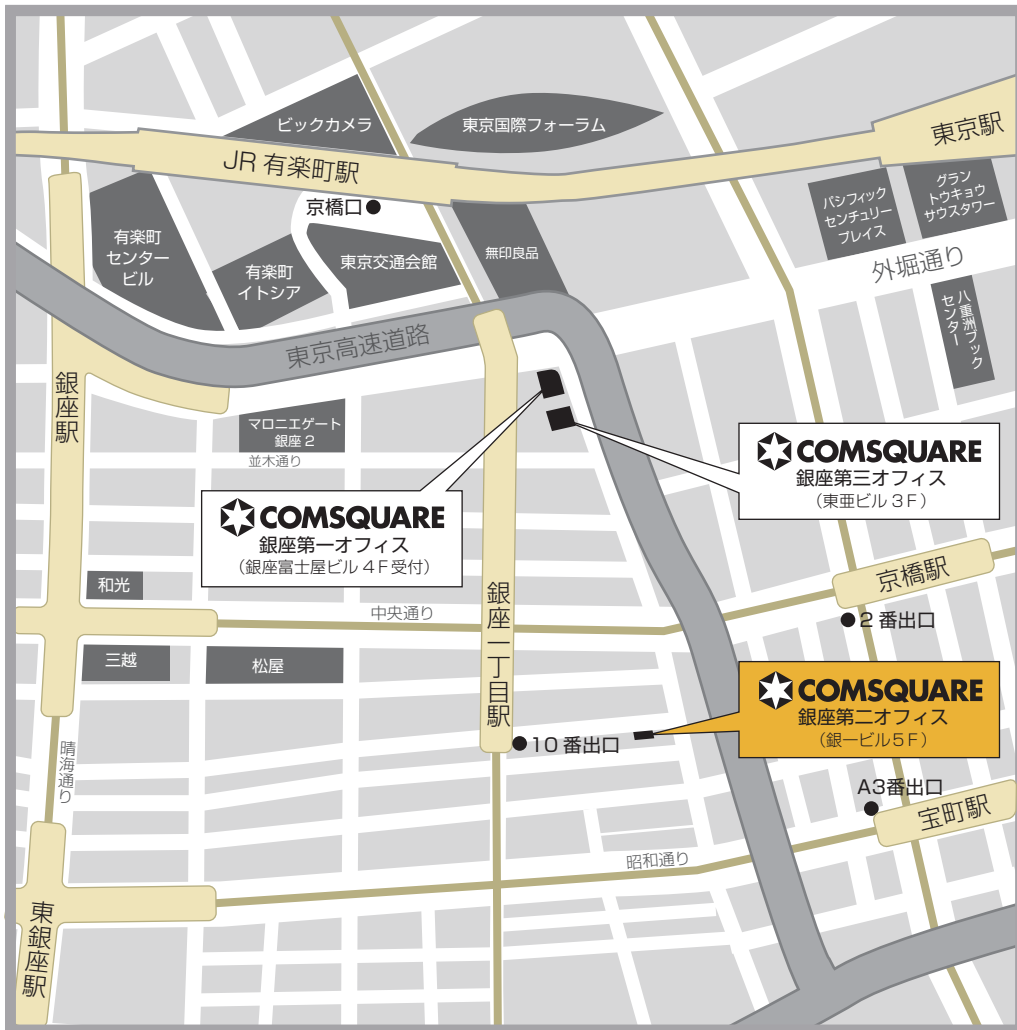 ビックカメラ
東京国際フォーラム
東京駅
JR 有楽町駅
京橋口
パシフィック
センチュリー
プレイス
グラン
トウキョウ
サウスタワー
有楽町
センター
ビル
有楽町
イトシア
東京交通会館
無印良品
外堀通り
八重洲ブック
センター
東京高速道路
銀座駅
マロニエゲート
銀座 2
並木通り
COMSQUARE
銀座第三オフィス
(東亜ビル 3 F)
COMSQUARE
銀座第一オフィス
(銀座富士屋ビル 4 F 受付)
和光
中央通り
銀座一丁目駅
京橋駅
2 番出口
三越
松屋
COMSQUARE
銀座第二オフィス
(銀一ビル 5 F)
10 番出口
晴海通り
A3番出口
宝町駅
昭和通り
東銀座駅